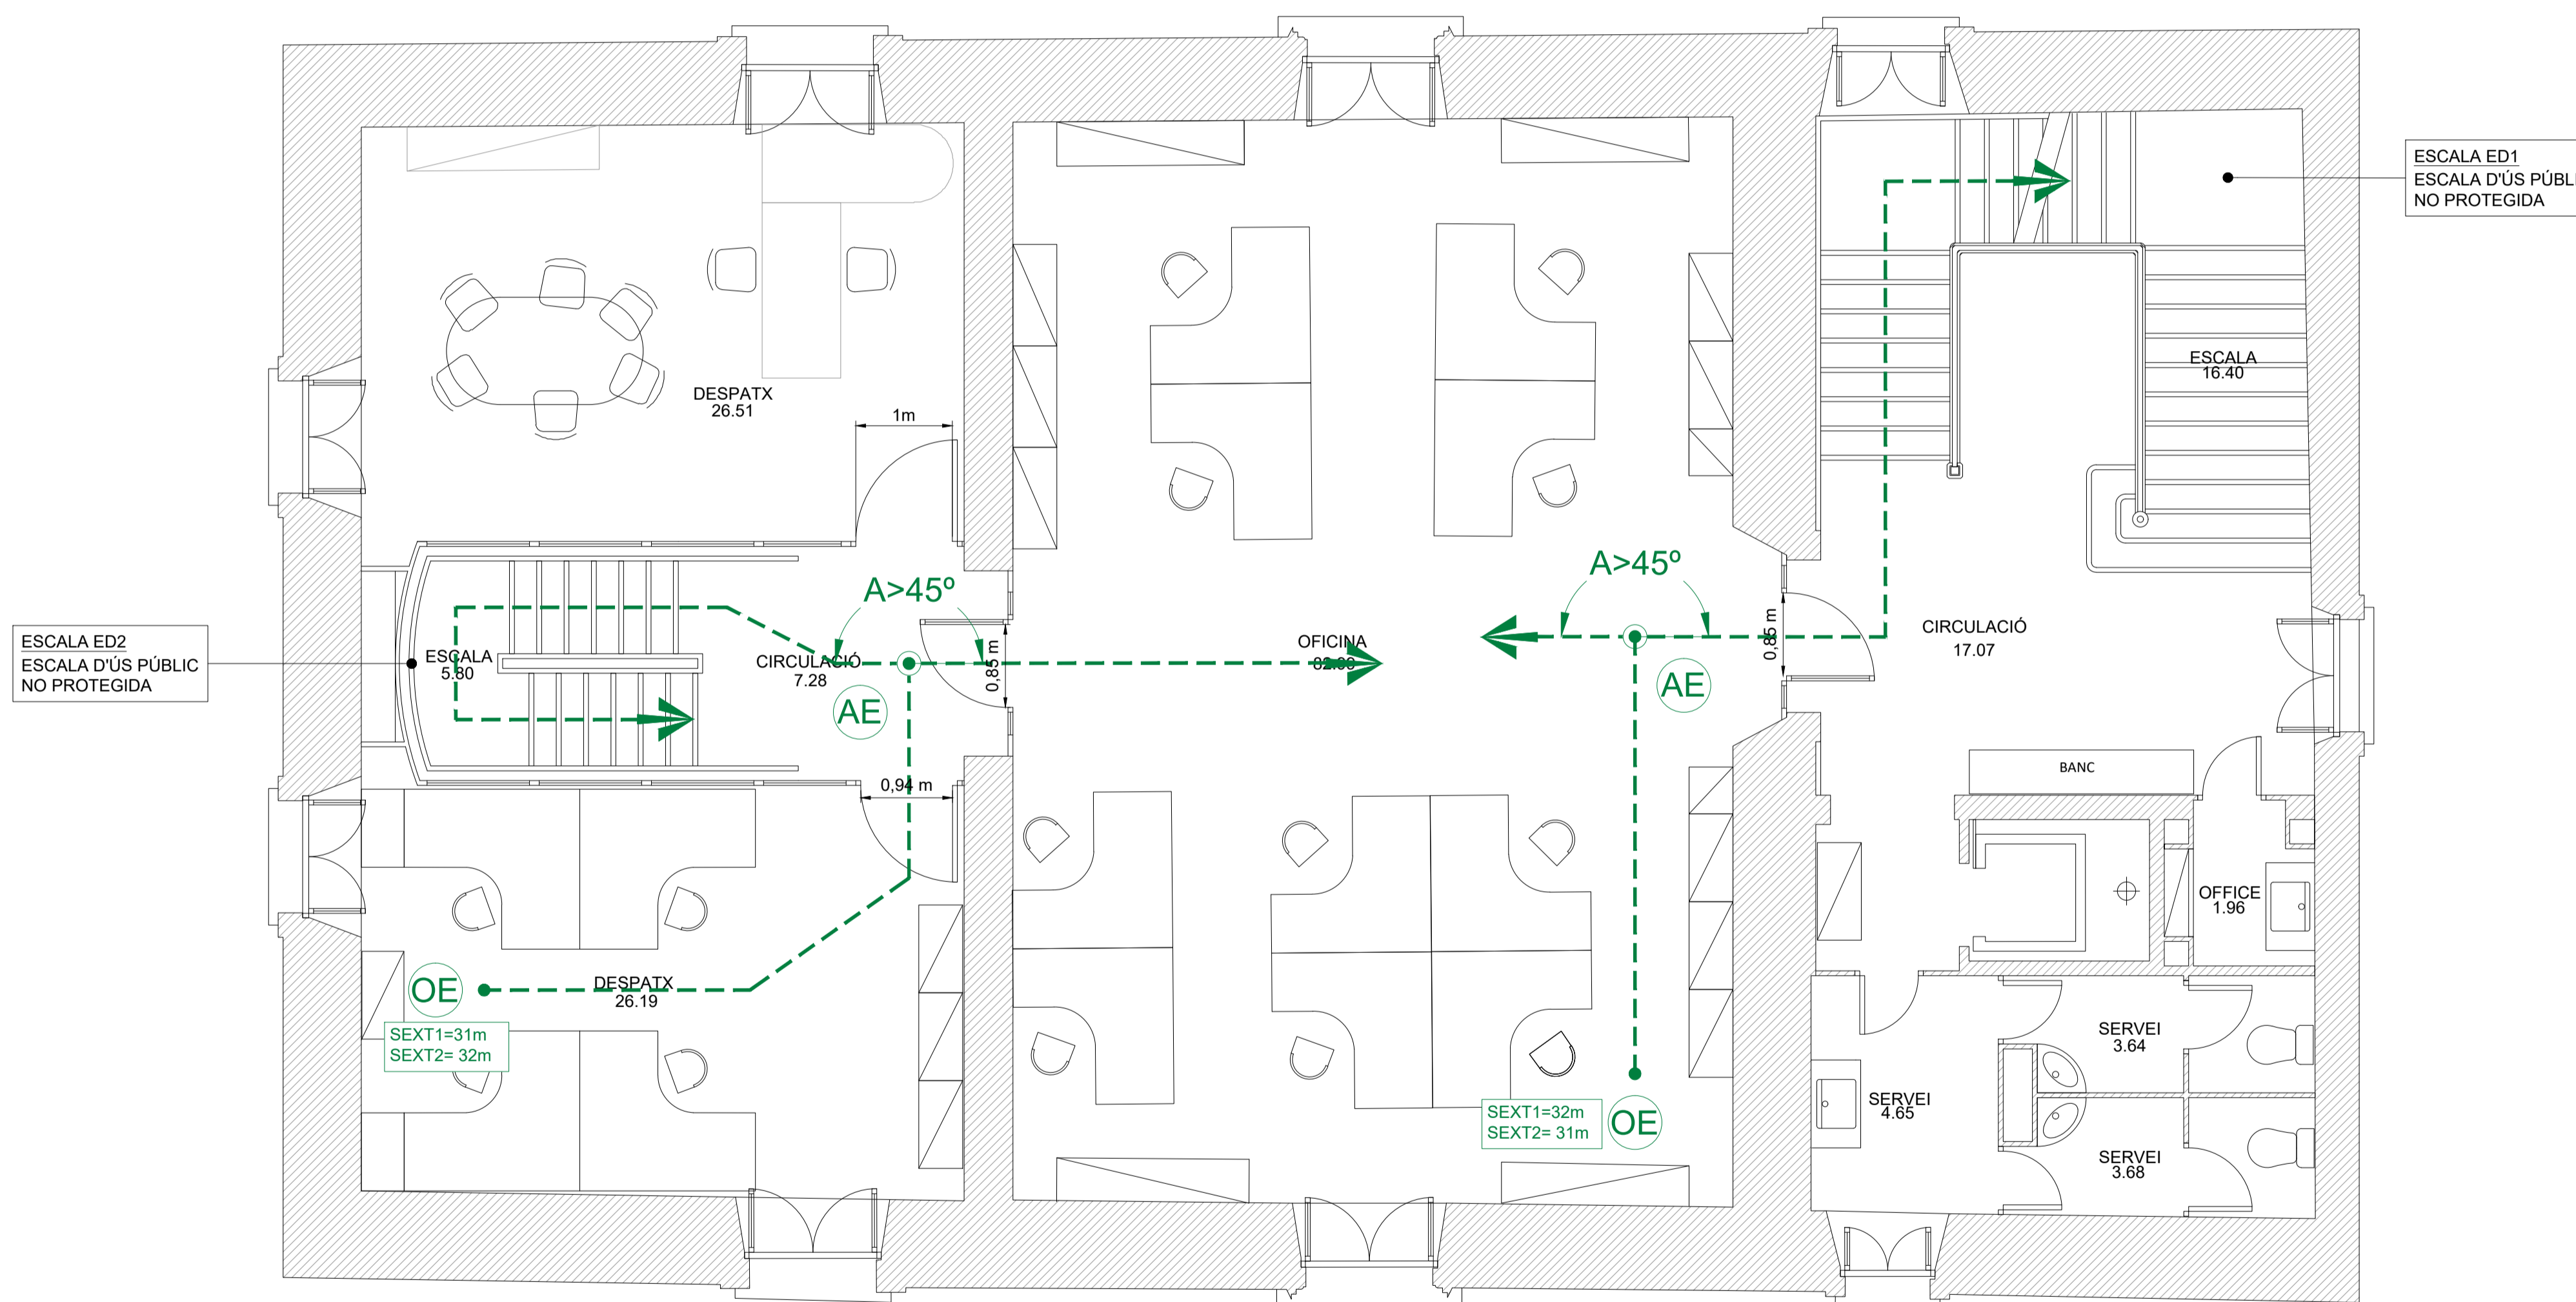 ESCALA ED1
ESCALA D'ÚS PÚBLI
NO PROTEGIDA
ESCALA
16.40
DESPATX
26.51
1m
A>45º
A>45º
ESCALA ED2
ESCALA D'ÚS PÚBLIC
NO PROTEGIDA
ESCALA
5.80
CIRCULACIÓ
7.28
0,85 m
OFICINA
0,85 m
CIRCULACIÓ
17.07
AE
AE
BANC
0,94 m
OFFICE
1.96
OE
DESPATX
26.19
SEXT1=31m
SEXT2= 32m
SERVEI
3.64
SEXT1=32m
SEXT2= 31m
OE
SERVEI
4.65
SERVEI
3.68